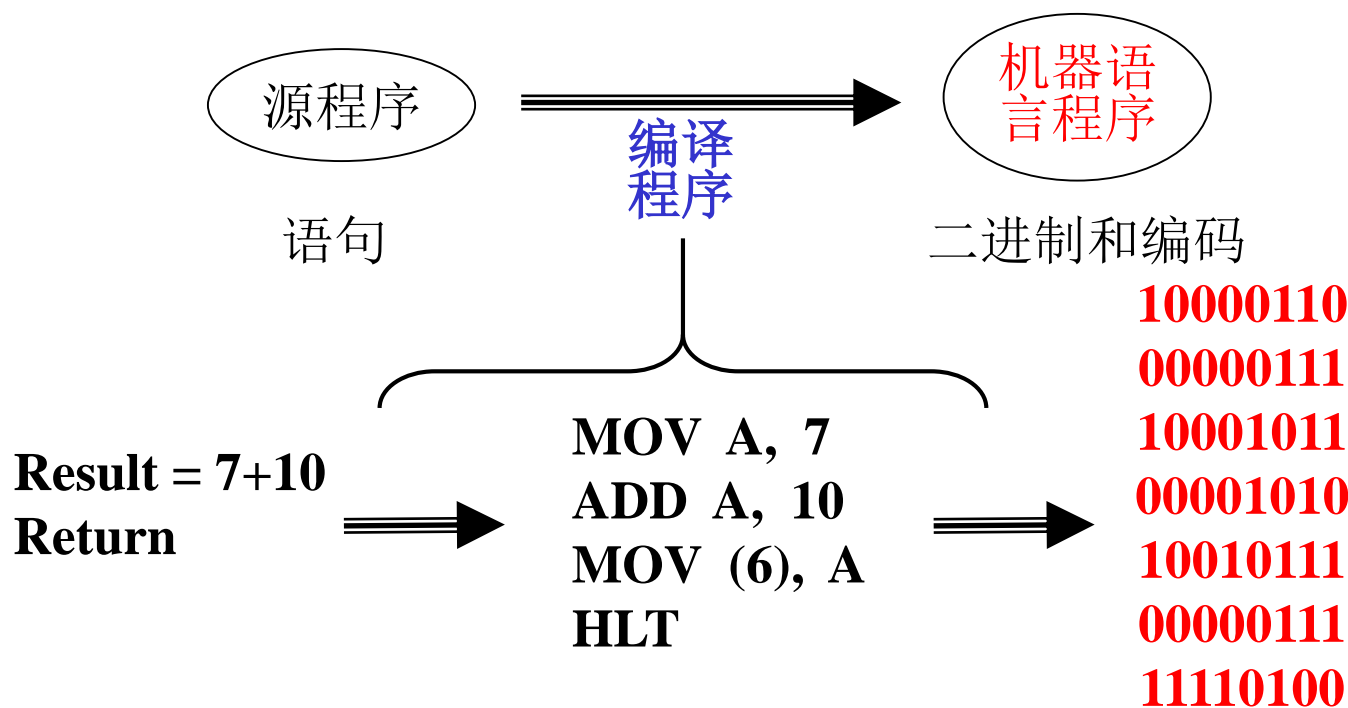 源程序
编译
程序
机器语
言程序
语句
二进制和编码
Result = 7+10
Return
MOV A, 7
ADD A, 10
MOV (6), A
HLT
10000110
00000111
10001011
00001010
10010111
00000111
11110100